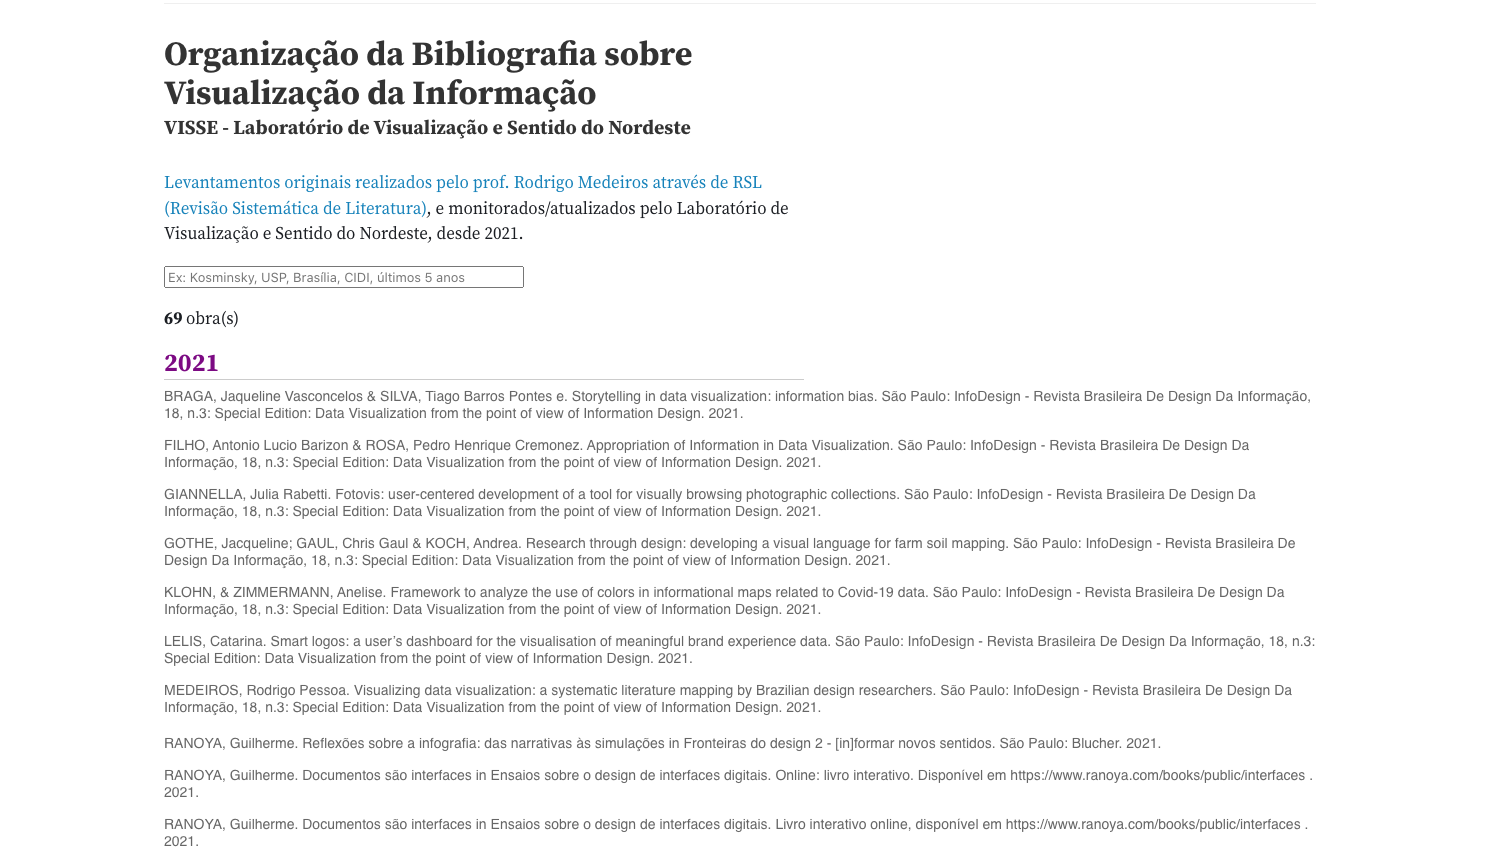 Organização da Bibliografia sobre
Visualização da Informação
VISSE - Laboratório de Visualização e Sentido do Nordeste
Levantamentos originais realizados pelo prof. Rodrigo Medeiros através de RSL
(Revisão Sistemática de Literatura), e monitorados/atualizados pelo Laboratório de
Visualização e Sentido do Nordeste, desde 2021.
Ex: Kosminsky, USP, Brasília, CIDI, últimos 5 anos
69 obra(s)
2021
BRAGA, Jaqueline Vasconcelos & SILVA, Tiago Barros Pontes e. Storytelling in data visualization: information bias. São Paulo: InfoDesign - Revista Brasileira De Design Da Informação,
18, n.3: Special Edition: Data Visualization from the point of view of Information Design. 2021.
FILHO, Antonio Lucio Barizon & ROSA, Pedro Henrique Cremonez. Appropriation of Information in Data Visualization. São Paulo: InfoDesign - Revista Brasileira De Design Da
Informação, 18, n.3: Special Edition: Data Visualization from the point of view of Information Design. 2021.
GIANNELLA, Julia Rabetti. Fotovis: user-centered development of a tool for visually browsing photographic collections. São Paulo: InfoDesign - Revista Brasileira De Design Da
Informação, 18, n.3: Special Edition: Data Visualization from the point of view of Information Design. 2021.
GOTHE, Jacqueline; GAUL, Chris Gaul & KOCH, Andrea. Research through design: developing a visual language for farm soil mapping. São Paulo: InfoDesign - Revista Brasileira De
Design Da Informação, 18, n.3: Special Edition: Data Visualization from the point of view of Information Design. 2021.
KLOHN, & ZIMMERMANN, Anelise. Framework to analyze the use of colors in informational maps related to Covid-19 data. São Paulo: InfoDesign - Revista Brasileira De Design Da
Informação, 18, n.3: Special Edition: Data Visualization from the point of view of Information Design. 2021.
LELIS, Catarina. Smart logos: a user’s dashboard for the visualisation of meaningful brand experience data. São Paulo: InfoDesign - Revista Brasileira De Design Da Informação, 18, n.3:
Special Edition: Data Visualization from the point of view of Information Design. 2021.
MEDEIROS, Rodrigo Pessoa. Visualizing data visualization: a systematic literature mapping by Brazilian design researchers. São Paulo: InfoDesign - Revista Brasileira De Design Da
Informação, 18, n.3: Special Edition: Data Visualization from the point of view of Information Design. 2021.
RANOYA, Guilherme. Reflexões sobre a infografia: das narrativas às simulações in Fronteiras do design 2 - [in]formar novos sentidos. São Paulo: Blucher. 2021.
RANOYA, Guilherme. Documentos são interfaces in Ensaios sobre o design de interfaces digitais. Online: livro interativo. Disponível em https://www.ranoya.com/books/public/interfaces .
2021.
RANOYA, Guilherme. Documentos são interfaces in Ensaios sobre o design de interfaces digitais. Livro interativo online, disponível em https://www.ranoya.com/books/public/interfaces .
2021.